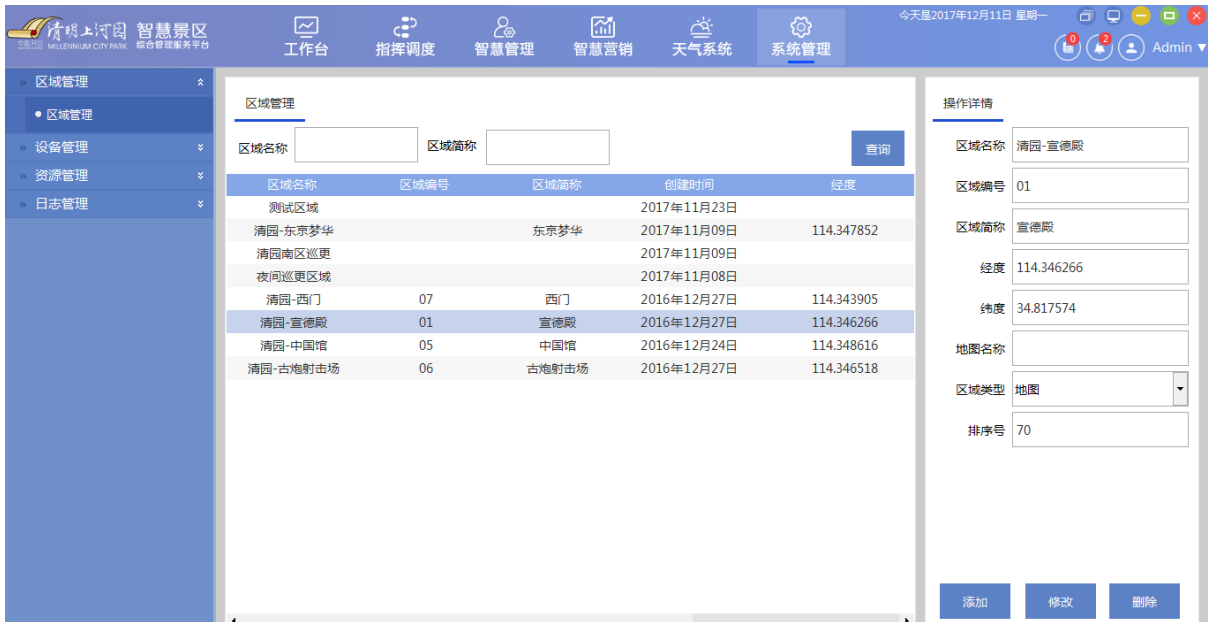 今天是2017年12月11日 星期一
清明上河园 智慧景区
MILLENNIUM CITY PARK 综合管理服务平台
工作台 指挥调度 智慧管理 智慧营销 天气系统 系统管理
0 2 Admin
区域管理
区域管理
设备管理
资源管理
日志管理
区域管理
区域名称 区域简称 查询
区域名称 区域编号 区域简称 创建时间 经度
测试区域 2017年11月23日
清园-东京梦华 东京梦华 2017年11月09日 114.347852
清园南区巡更 2017年11月09日
夜间巡更区域 2017年11月08日
清园-西门 07 西门 2016年12月27日 114.343905
清园-宣德殿 01 宣德殿 2016年12月27日 114.346266
清园-中国馆 05 中国馆 2016年12月24日 114.348616
清园-古炮射击场 06 古炮射击场 2016年12月27日 114.346518
操作详情
区域名称 清园-宣德殿
区域编号 01
区域简称 宣德殿
经度 114.346266
纬度 34.817574
地图名称
区域类型 地图
排序号 70
添加 修改 删除